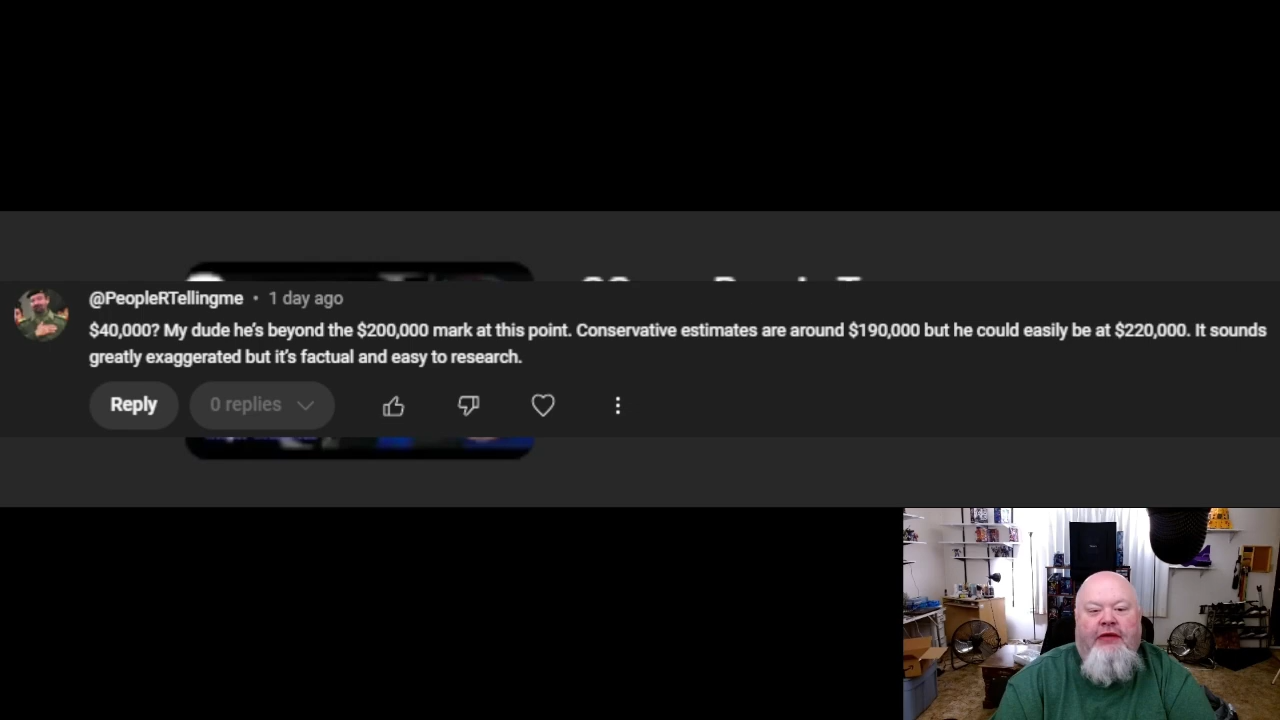 @PeopleRTellingme • 1 day ago
$40,000? My dude he's beyond the $200,000 mark at this point. Conservative estimates are around $190,000 but he could easily be at $220,000. It sounds
greatly exaggerated but it's factual and easy to research.
Reply 0 replies